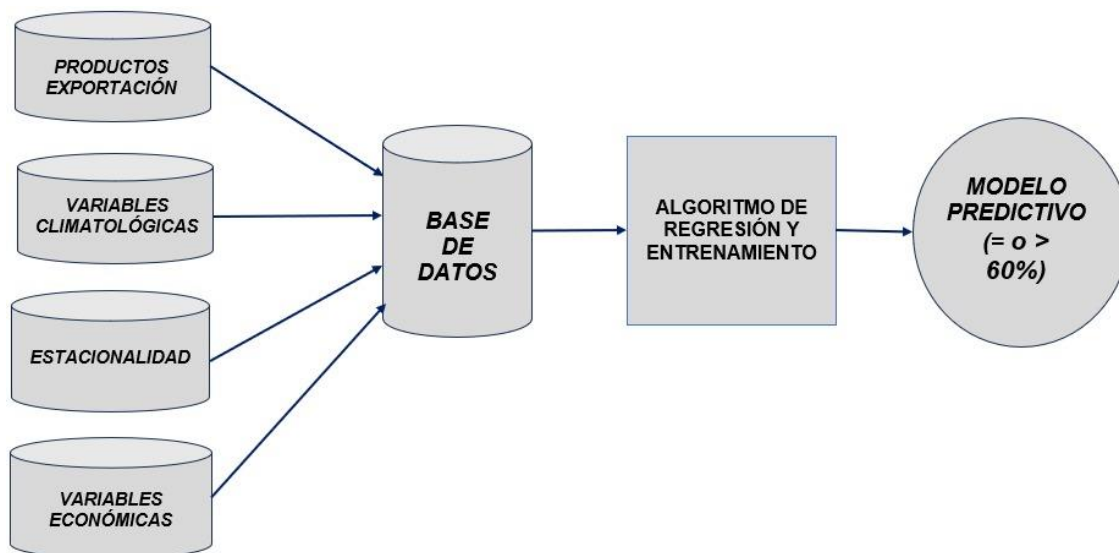 PRODUCTOS
EXPORTACIÓN
VARIABLES
CLIMATOLÓGICAS
ESTACIONALIDAD
VARIABLES
ECONÓMICAS
BASE
DE
DATOS
ALGORITMO DE
REGRESIÓN Y
ENTRENAMIENTO
MODELO
PREDICTIVO
(= o >
60%)